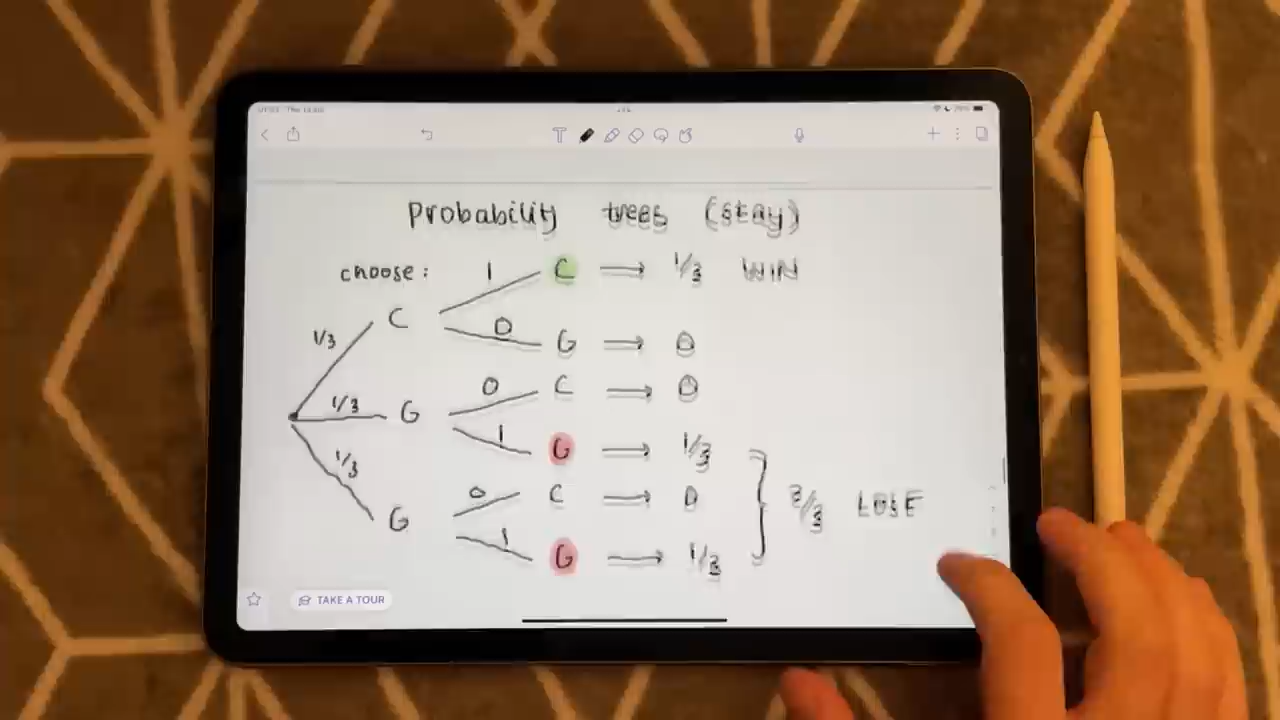 Probability trees (stay)
choose: 1 C → 1/3 WIN
1/3 C 0 G → 0
1/3 G 0 C → 0
1 G → 1/3
1/3 G 0 C → 0 } 2/3 LOSE
1 G → 1/3
TAKE A TOUR